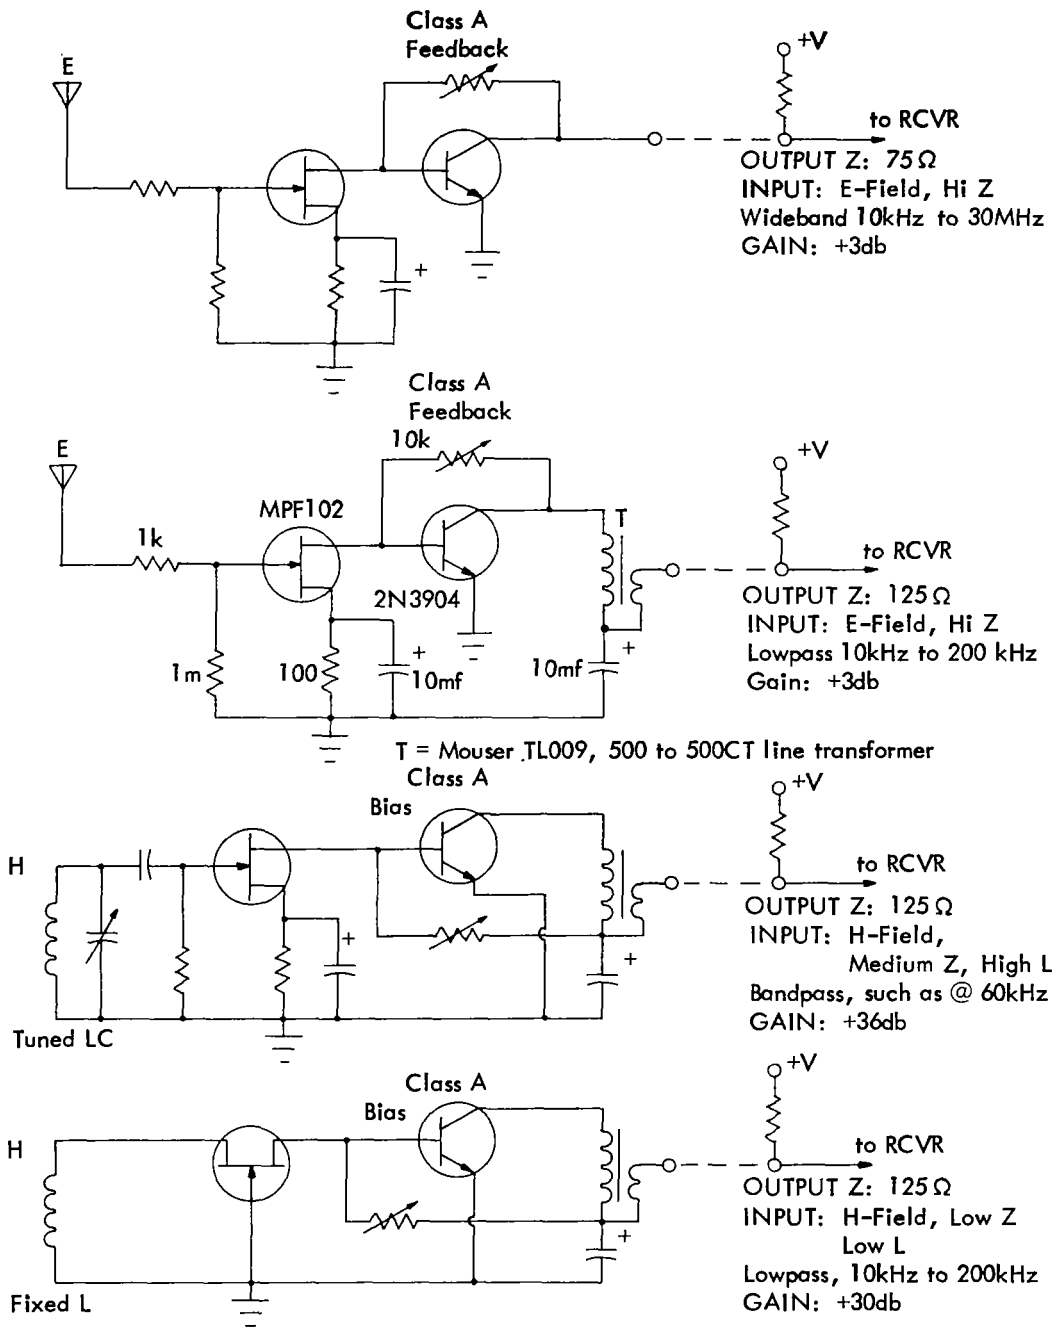 Class A
Feedback
E
+V
to RCVR
OUTPUT Z: 75Ω
INPUT: E-Field, Hi Z
Wideband 10kHz to 30MHz
GAIN: +3db
+
Class A
Feedback
10k
E
+V
MPF102
T
1k
to RCVR
2N3904
OUTPUT Z: 125Ω
INPUT: E-Field, Hi Z
Lowpass 10kHz to 200 kHz
Gain: +3db
+
+
1m
100
10mf
10mf
T = Mouser TL009, 500 to 500CT line transformer
Class A
Bias
+V
H
to RCVR
OUTPUT Z: 125Ω
INPUT: H-Field,
Medium Z, High L
Bandpass, such as @ 60kHz
GAIN: +36db
+
+
Tuned LC
Class A
Bias
+V
H
to RCVR
OUTPUT Z: 125Ω
INPUT: H-Field, Low Z
Low L
Lowpass, 10kHz to 200kHz
GAIN: +30db
+
Fixed L